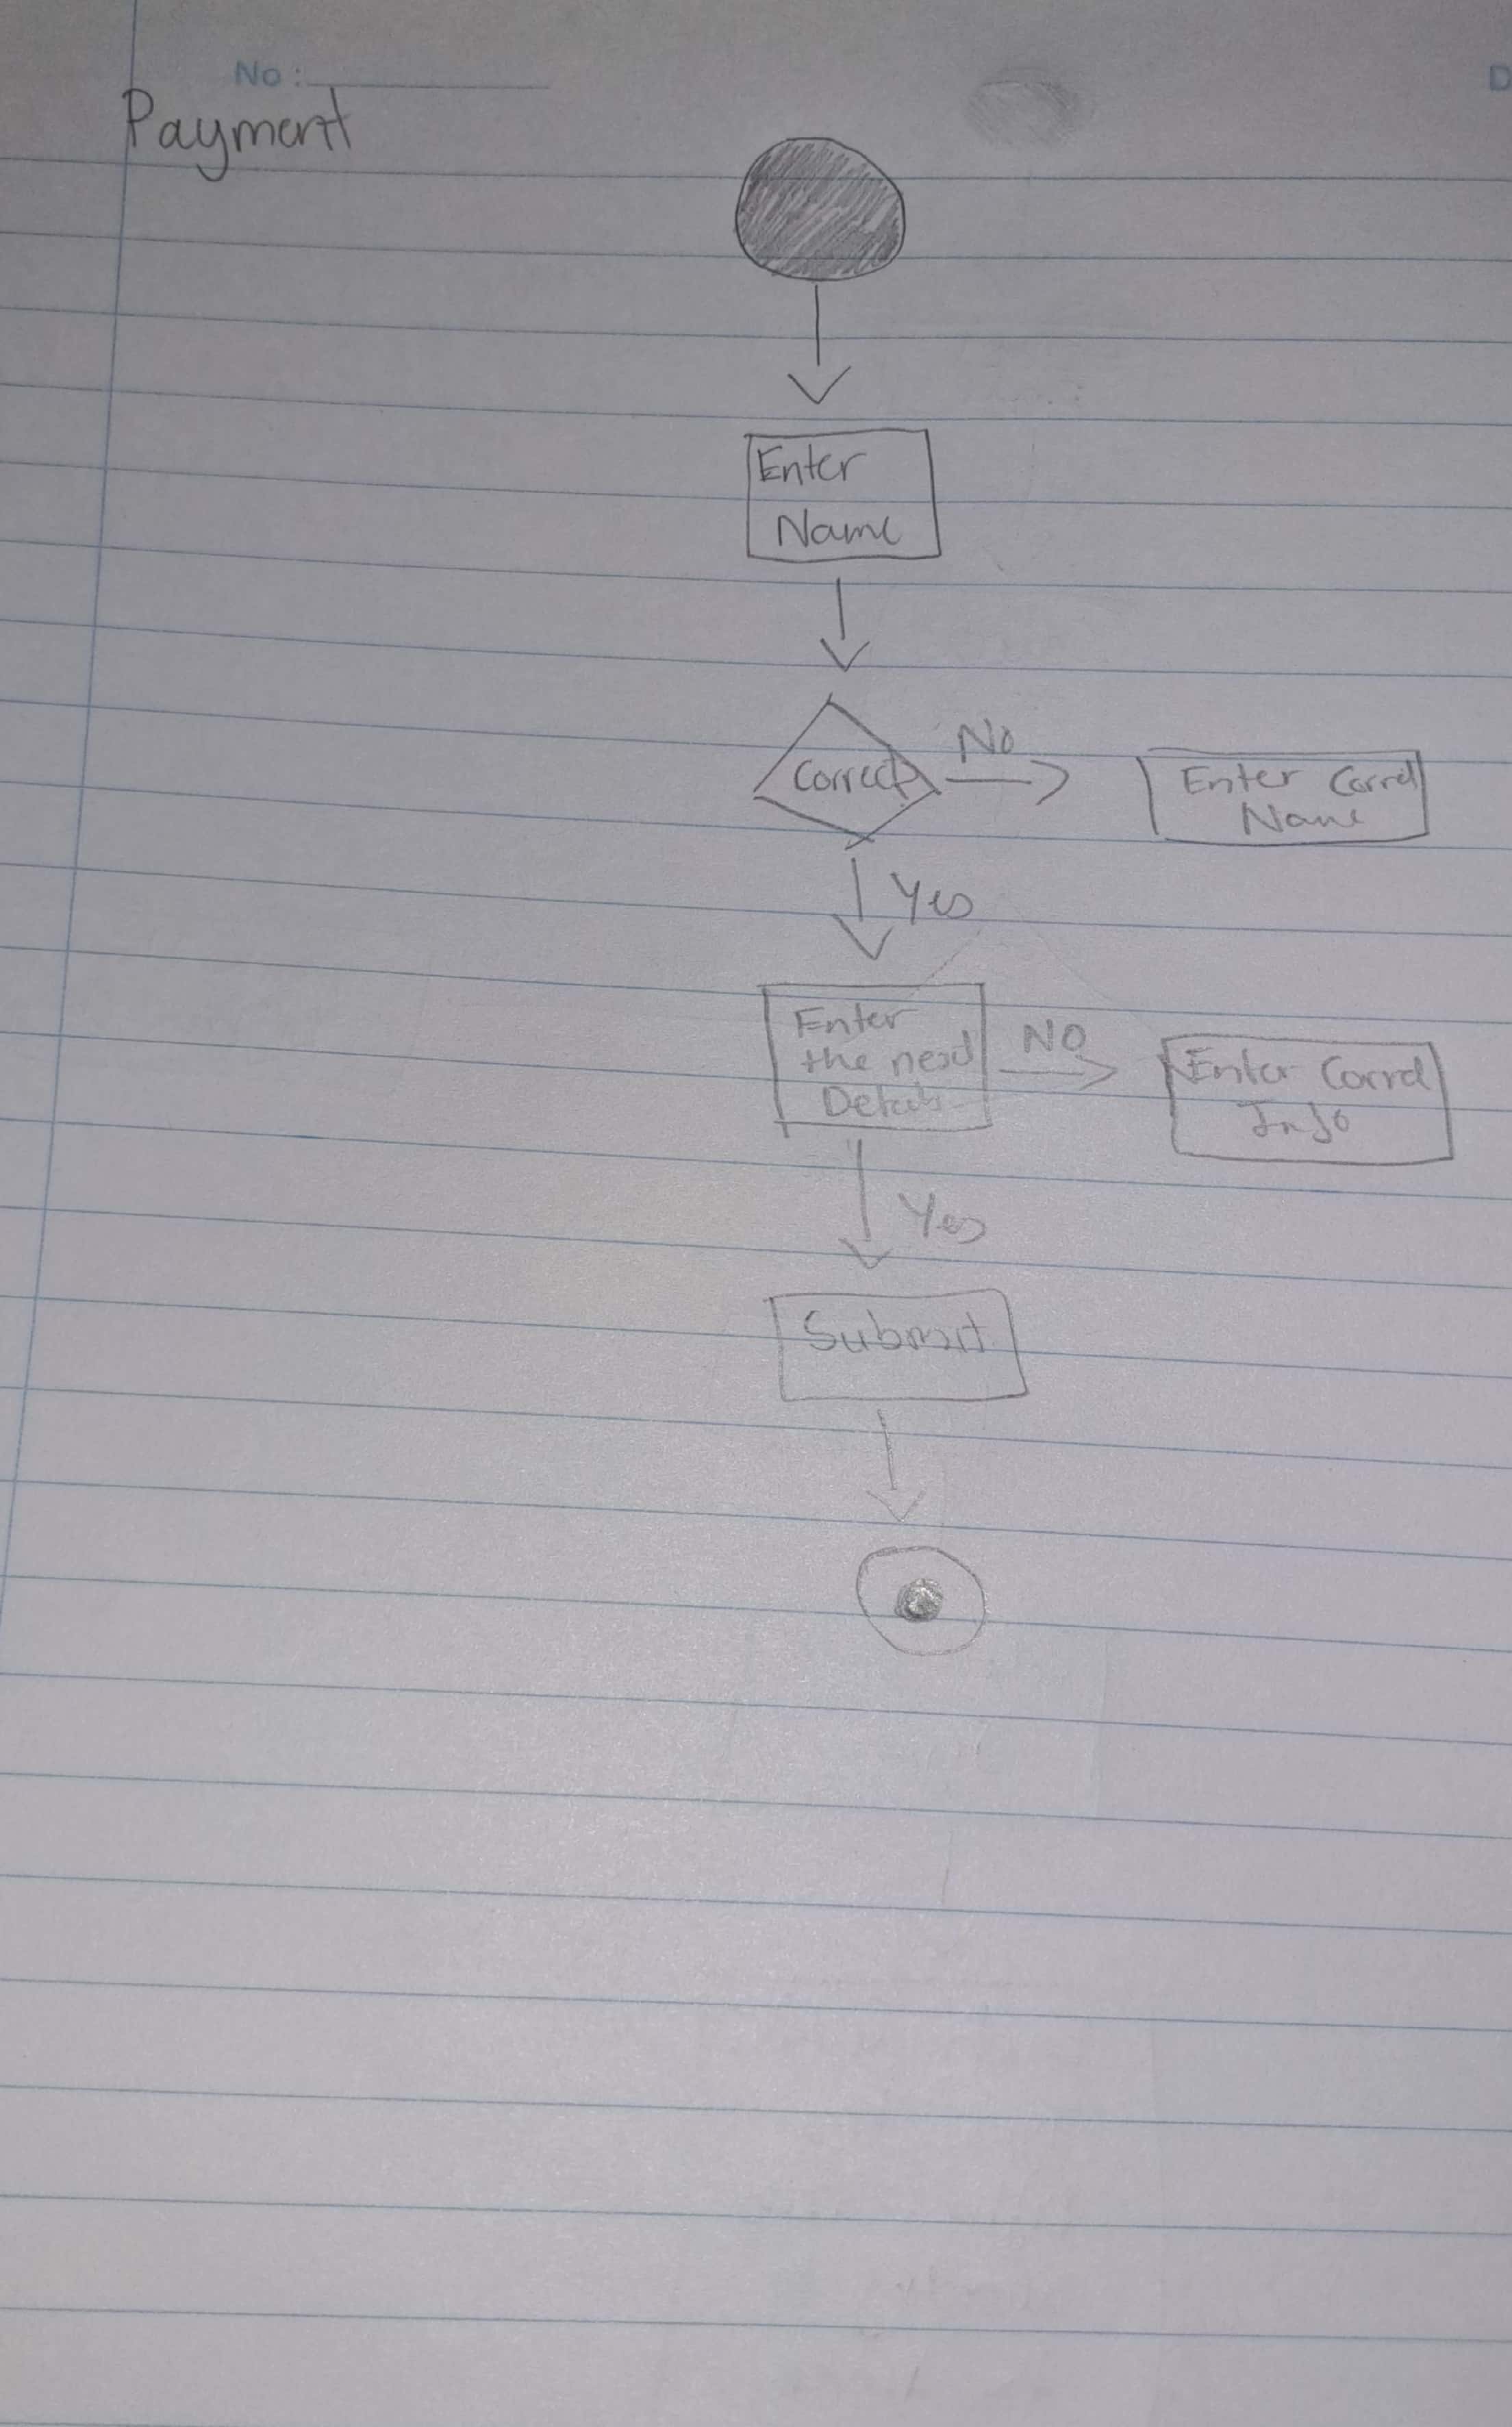 No:
D
Payment
Enter
Name
Correct
No
Enter Correct
Name
Yes
Enter
the next
Details
NO
Enter Correct
Info
Yes
Submit